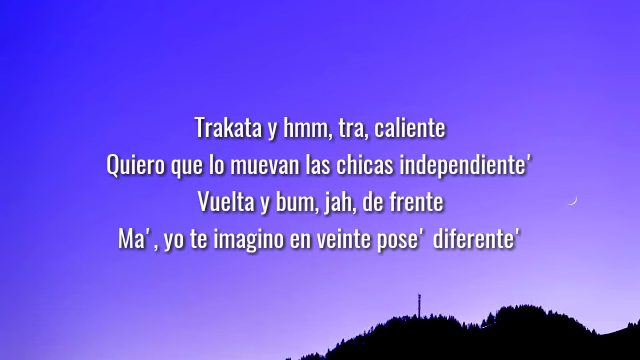 Trakata y hmm, tra, caliente
Quiero que lo muevan las chicas independiente'
Vuelta y bum, jah, de frente
Ma', yo te imagino en veinte pose' diferente'